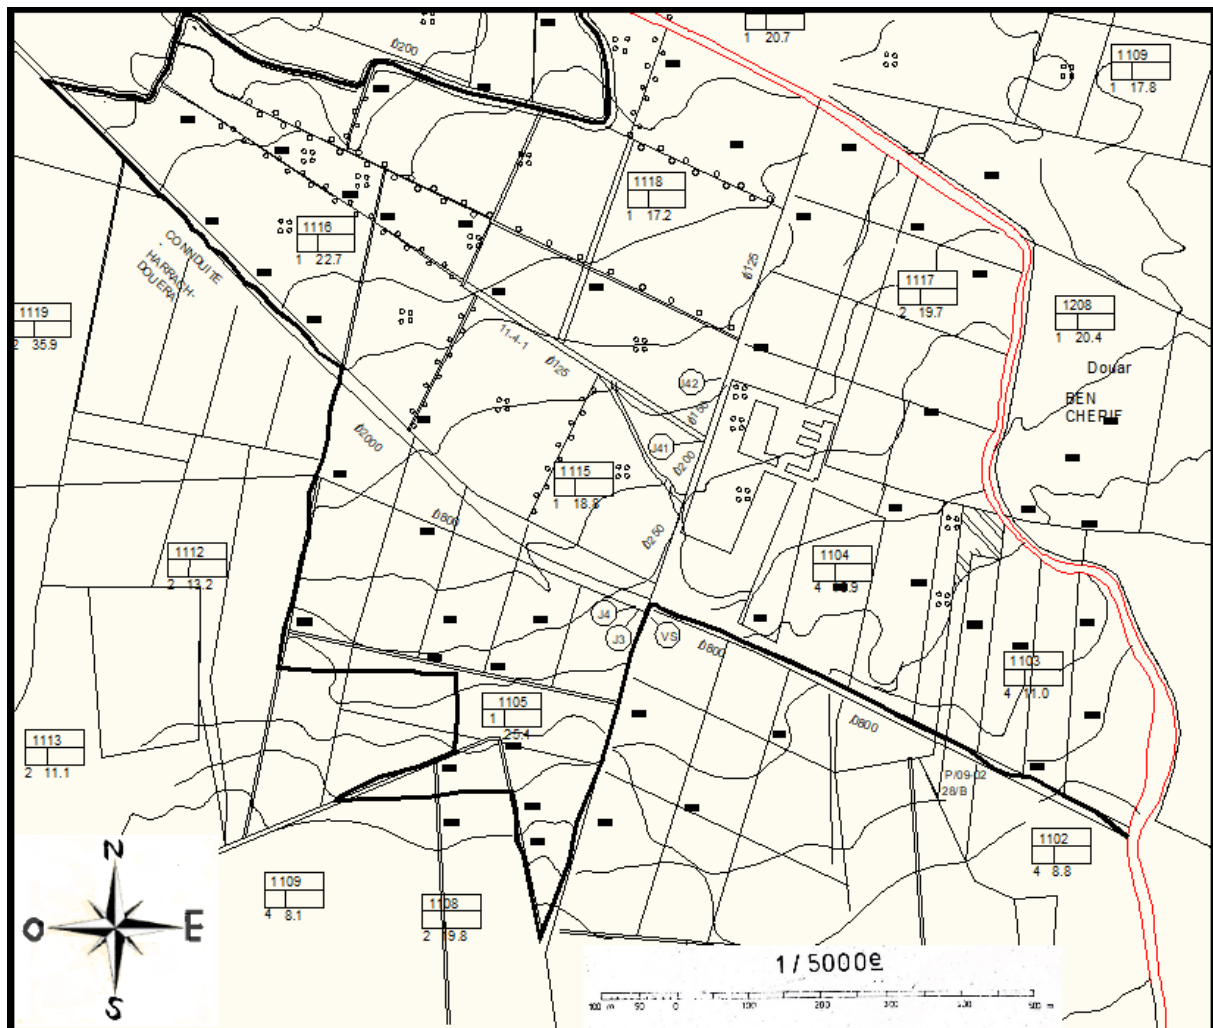 1 20.7
Ø200
1109
1 17.8
1118
1 17.2
1116
1 22.7
CONNDUITE
HARRACH-
DOUERA
Ø125
1117
2 19.7
1119
2 35.9
1208
1 20.4
11.4-1
Ø125
Douar
BEN
CHERIF
J42
Ø150
Ø2000
J41
Ø200
1115
1 18.8
Ø800
Ø250
1112
2 13.2
1104
4
J4
J3
VS
Ø800
1103
4 11.0
1105
1
25.4
Ø800
1113
2 11.1
P/09-02
28/B
1102
4 8.8
1109
4 8.1
1108
2 19.8
N
O
E
S
1/5000e
100 m 50 0 100 200 300 500 m